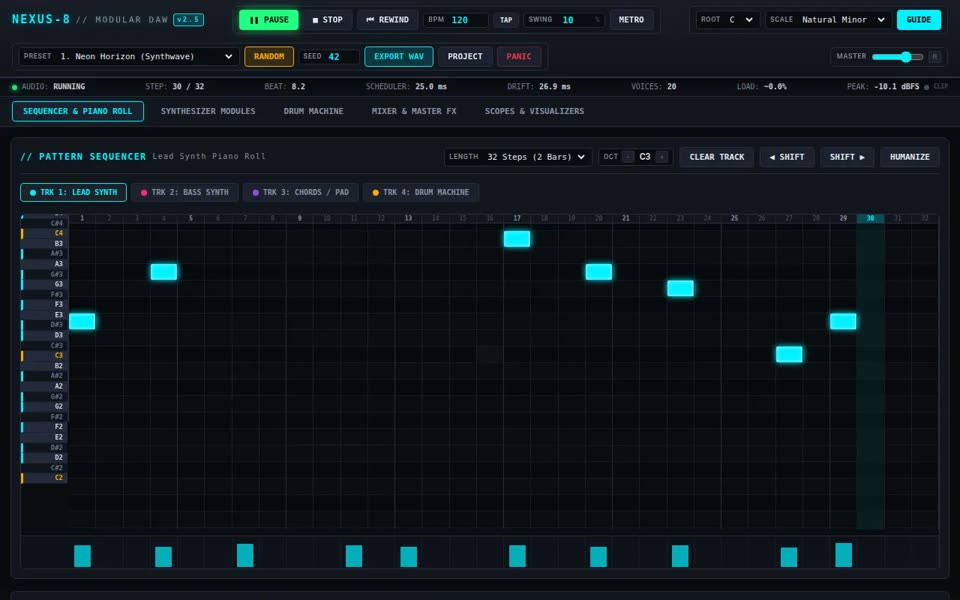 NEXUS-8 // MODULAR DAW v2.5 ❚❚ PAUSE ■ STOP ⏮ REWIND BPM 120 TAP SWING 10 % METRO ROOT C SCALE Natural Minor GUIDE
PRESET 1. Neon Horizon (Synthwave) RANDOM SEED 42 EXPORT WAV PROJECT PANIC MASTER M
AUDIO: RUNNING STEP: 30 / 32 BEAT: 8.2 SCHEDULER: 25.0 ms DRIFT: 26.9 ms VOICES: 20 LOAD: ~0.0% PEAK: -10.1 dBFS CLIP
SEQUENCER & PIANO ROLL SYNTHESIZER MODULES DRUM MACHINE MIXER & MASTER FX SCOPES & VISUALIZERS
// PATTERN SEQUENCER Lead Synth Piano Roll LENGTH 32 Steps (2 Bars) OCT - C3 + CLEAR TRACK ◀ SHIFT SHIFT ▶ HUMANIZE
TRK 1: LEAD SYNTH TRK 2: BASS SYNTH TRK 3: CHORDS / PAD TRK 4: DRUM MACHINE
1 2 3 4 5 6 7 8 9 10 11 12 13 14 15 16 17 18 19 20 21 22 23 24 25 26 27 28 29 30 31 32
C#4
C4
B3
A#3
A3
G#3
G3
F#3
F3
E3
D#3
D3
C#3
C3
B2
A#2
A2
G#2
G2
F#2
F2
E2
D#2
D2
C#2
C2